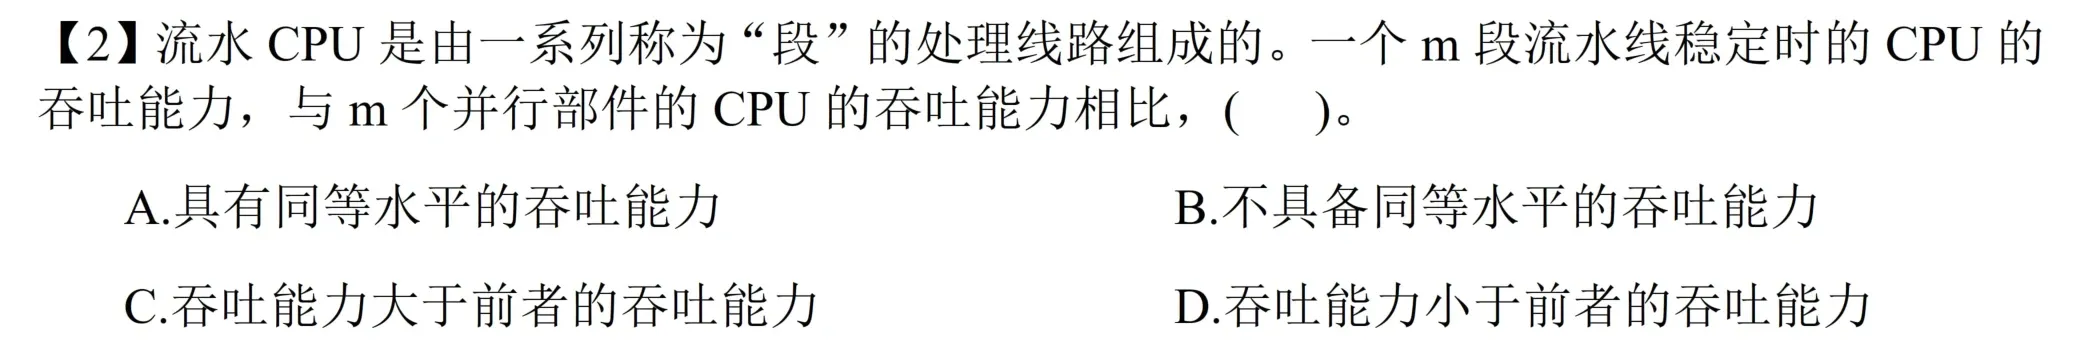 【2】流水 CPU 是由一系列称为“段”的处理线路组成的。一个 m 段流水线稳定时的 CPU 的
吞吐能力，与 m 个并行部件的 CPU 的吞吐能力相比，(    )。
A.具有同等水平的吞吐能力 B.不具备同等水平的吞吐能力
C.吞吐能力大于前者的吞吐能力 D.吞吐能力小于前者的吞吐能力